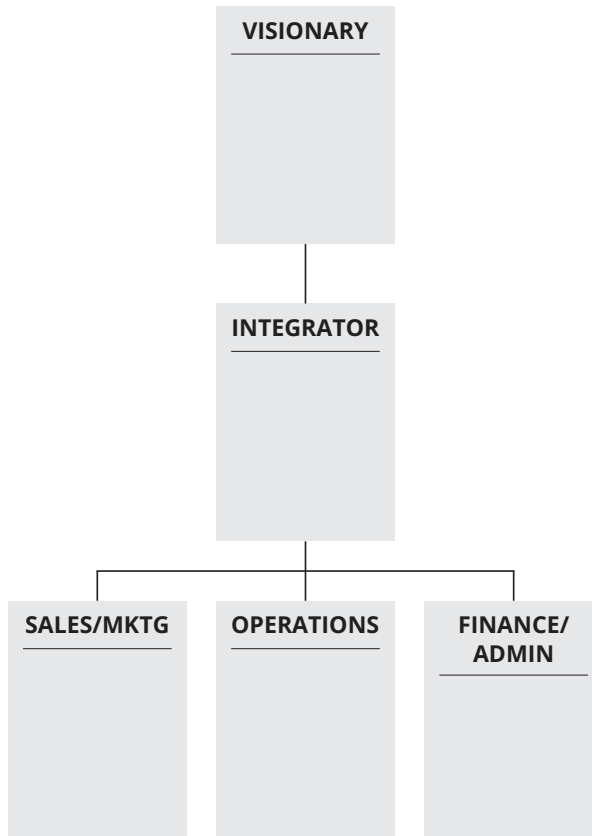 VISIONARY
INTEGRATOR
SALES/MKTG
OPERATIONS
FINANCE/
ADMIN